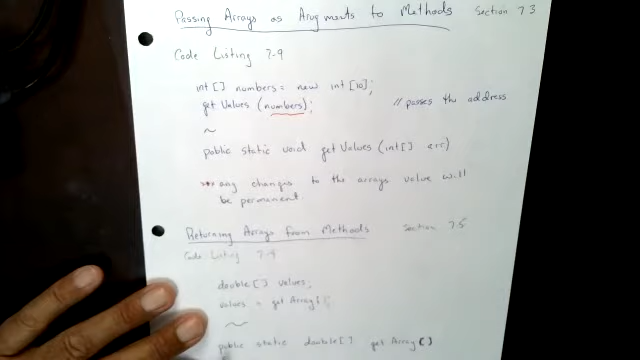 Passing Arrays as Arugments to Methods Section 7.3
Code Listing 7-9
int[] numbers = new int[10];
getValues(numbers); // passes the address
~
public static void getValues(int[] arr)
*** any changes to the arrays value will
be permanent.
Returning Arrays from Methods Section 7.5
Code Listing 7-9
double[] values;
values = getArray();
~
public static double[] getArray()